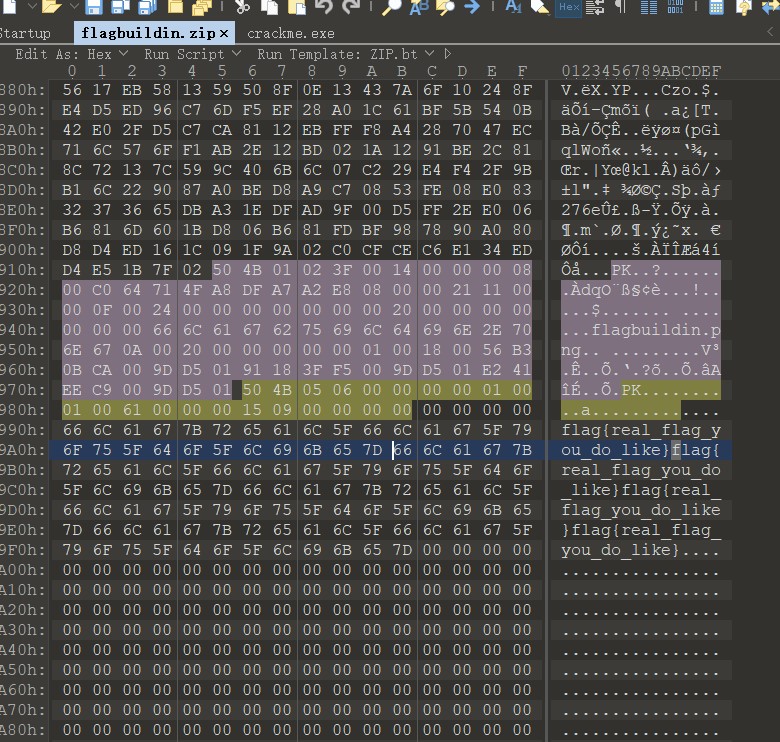 Startup flagbuildin.zip × crackme.exe
Edit As: Hex Run Script Run Template: ZIP.bt
0 1 2 3 4 5 6 7 8 9 A B C D E F 0123456789ABCDEF
880h: 56 17 EB 58 13 59 50 8F 0E 13 43 7A 6F 10 24 8F V.ëX.YP...Czo.$.
890h: E4 D5 ED 96 C7 6D F5 EF 28 A0 1C 61 BF 5B 54 0B äÕí–Çmõï( .a¿[T.
8A0h: 42 E0 2F D5 C7 CA 81 12 EB FF F8 A4 28 70 47 EC Bà/ÕÇÊ..ëÿø¤(pGì
8B0h: 71 6C 57 6F F1 AB 2E 12 BD 02 1A 12 91 BE 2C 81 qlWoñ«..½...‘¾,.
8C0h: 8C 72 13 7C 59 9C 40 6B 6C 07 C2 29 E4 F4 2F 9B Œr.|Yœ@kl.Â)äô/›
8D0h: B1 6C 22 90 87 A0 BE D8 A9 C7 08 53 FE 08 E0 83 ±l".‡ ¾Ø©Ç.Sþ.àƒ
8E0h: 32 37 36 65 DB A3 1E DF AD 9F 00 D5 FF 2E E0 06 276eÛ£.ß-Ÿ.Õÿ.à.
8F0h: B6 81 6D 60 1B D8 06 B6 81 FD BF 98 78 90 A0 80 ¶.m`.Ø.¶.ý¿˜x. €
900h: D8 D4 ED 16 1C 09 1F 9A 02 C0 CF CE C6 E1 34 ED ØÔí....š.ÀÏÎÆá4í
910h: D4 E5 1B 7F 02 50 4B 01 02 3F 00 14 00 00 00 08 Ôå...PK..?......
920h: 00 C0 64 71 4F A8 DF A7 A2 E8 08 00 00 21 11 00 .ÀdqO¨ß§¢è...!..
930h: 00 0F 00 24 00 00 00 00 00 00 00 20 00 00 00 00 ...$....... ....
940h: 00 00 00 66 6C 61 67 62 75 69 6C 64 69 6E 2E 70 ...flagbuildin.p
950h: 6E 67 0A 00 20 00 00 00 00 00 01 00 18 00 56 B3 ng.. .........V³
960h: 0B CA 00 9D D5 01 91 18 3F F5 00 9D D5 01 E2 41 .Ê..Õ.‘.?õ..Õ.âA
970h: EE C9 00 9D D5 01 50 4B 05 06 00 00 00 00 01 00 îÉ..Õ.PK........
980h: 01 00 61 00 00 00 15 09 00 00 00 00 00 00 00 00 ..a.............
990h: 66 6C 61 67 7B 72 65 61 6C 5F 66 6C 61 67 5F 79 flag{real_flag_y
9A0h: 6F 75 5F 64 6F 5F 6C 69 6B 65 7D 66 6C 61 67 7B ou_do_like}flag{
9B0h: 72 65 61 6C 5F 66 6C 61 67 5F 79 6F 75 5F 64 6F real_flag_you_do
9C0h: 5F 6C 69 6B 65 7D 66 6C 61 67 7B 72 65 61 6C 5F _like}flag{real_
9D0h: 66 6C 61 67 5F 79 6F 75 5F 64 6F 5F 6C 69 6B 65 flag_you_do_like
9E0h: 7D 66 6C 61 67 7B 72 65 61 6C 5F 66 6C 61 67 5F }flag{real_flag_
9F0h: 79 6F 75 5F 64 6F 5F 6C 69 6B 65 7D 00 00 00 00 you_do_like}....
A00h: 00 00 00 00 00 00 00 00 00 00 00 00 00 00 00 00 ................
A10h: 00 00 00 00 00 00 00 00 00 00 00 00 00 00 00 00 ................
A20h: 00 00 00 00 00 00 00 00 00 00 00 00 00 00 00 00 ................
A30h: 00 00 00 00 00 00 00 00 00 00 00 00 00 00 00 00 ................
A40h: 00 00 00 00 00 00 00 00 00 00 00 00 00 00 00 00 ................
A50h: 00 00 00 00 00 00 00 00 00 00 00 00 00 00 00 00 ................
A60h: 00 00 00 00 00 00 00 00 00 00 00 00 00 00 00 00 ................
A70h: 00 00 00 00 00 00 00 00 00 00 00 00 00 00 00 00 ................
A80h: 00 00 00 00 00 00 00 00 00 00 00 00 00 00 00 00 ................